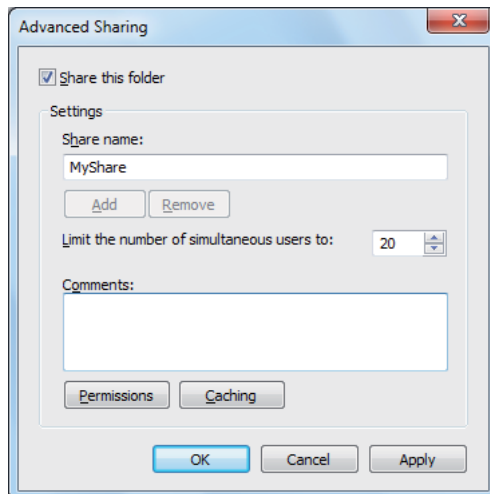 Advanced Sharing
Share this folder
Settings
Share name:
MyShare
Add Remove
Limit the number of simultaneous users to: 20
Comments:
Permissions Caching
OK Cancel Apply